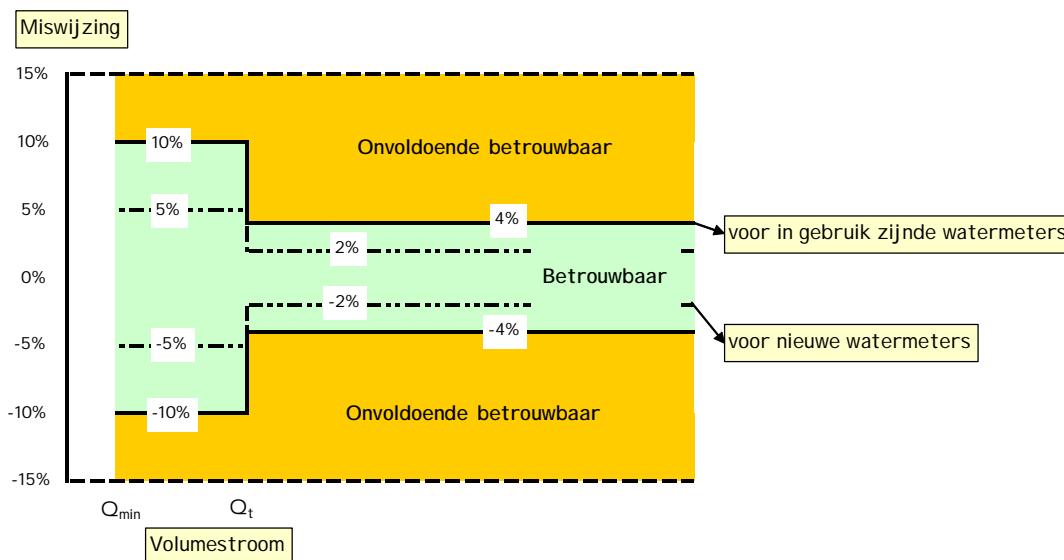 Miswijzing
15%
10%
10%
Onvoldoende betrouwbaar
5%
5%
4%
voor in gebruik zijnde watermeters
2%
0%
Betrouwbaar
-2%
-5%
-5%
-4%
voor nieuwe watermeters
-10%
-10%
Onvoldoende betrouwbaar
-15%
Qmin
Qt
Volumestroom